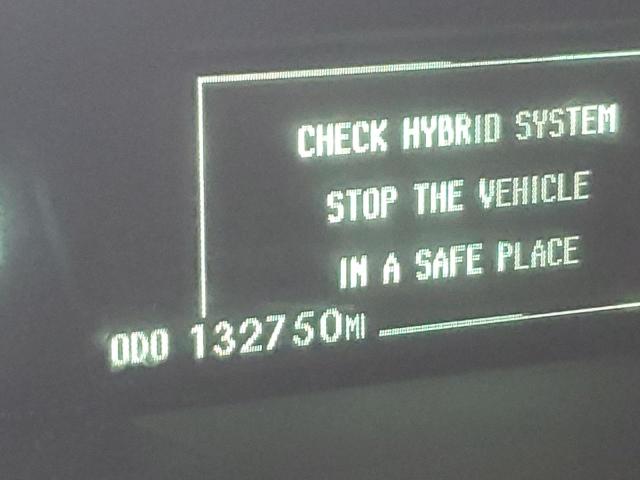 CHECK HYBRID SYSTEM
STOP THE VEHICLE
IN A SAFE PLACE
ODO 132750MI